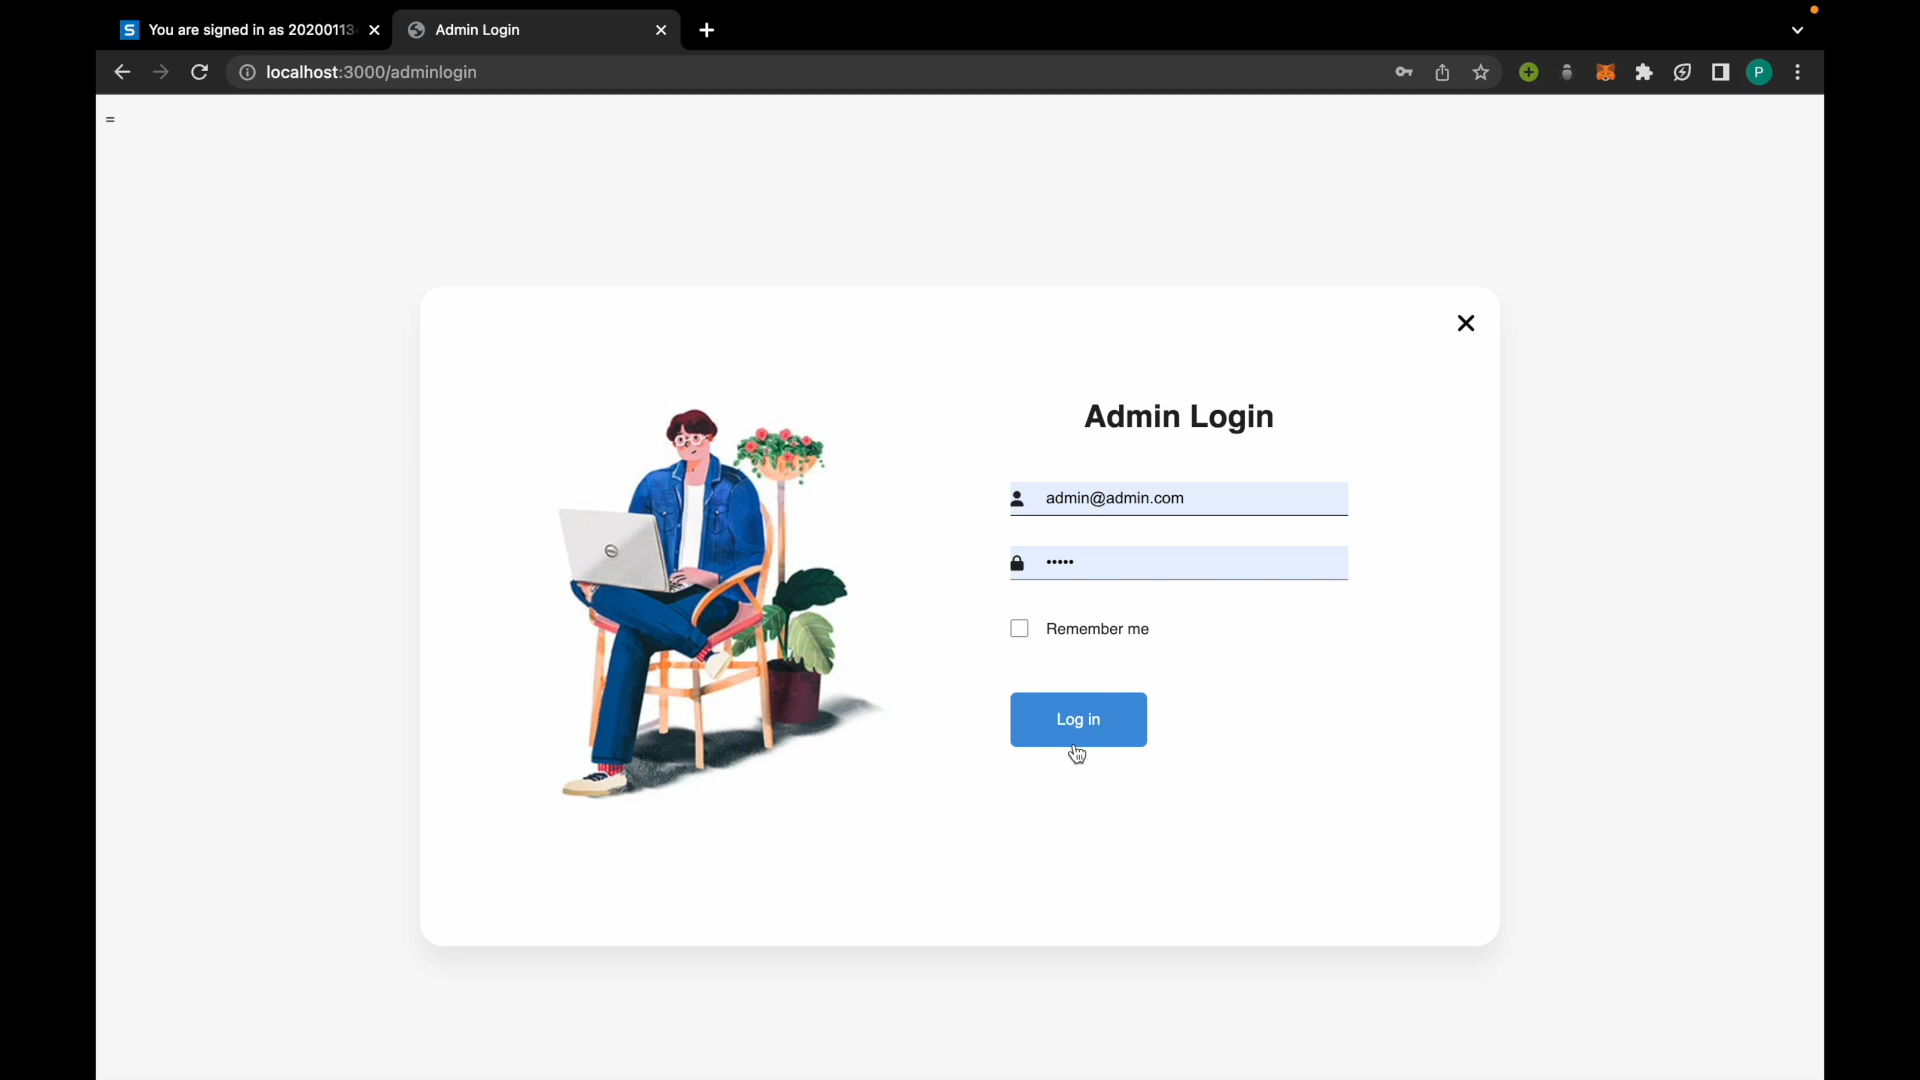 You are signed in as 20200113
Admin Login
localhost:3000/adminlogin
P
=
Admin Login
admin@admin.com
•••••
Remember me
Log in